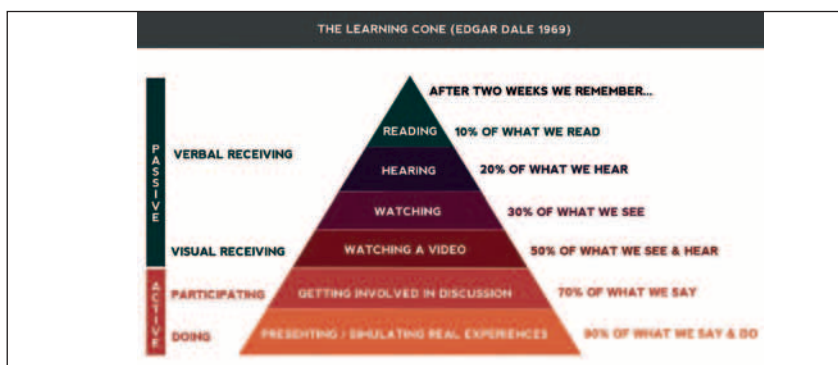 THE LEARNING CONE (EDGAR DALE 1969)
AFTER TWO WEEKS WE REMEMBER...
READING 10% OF WHAT WE READ
PASSIVE
VERBAL RECEIVING
HEARING 20% OF WHAT WE HEAR
WATCHING 30% OF WHAT WE SEE
VISUAL RECEIVING WATCHING A VIDEO 50% OF WHAT WE SEE & HEAR
ACTIVE
PARTICIPATING GETTING INVOLVED IN DISCUSSION 70% OF WHAT WE SAY
DOING PRESENTING / SIMULATING REAL EXPERIENCES 90% OF WHAT WE SAY & DO